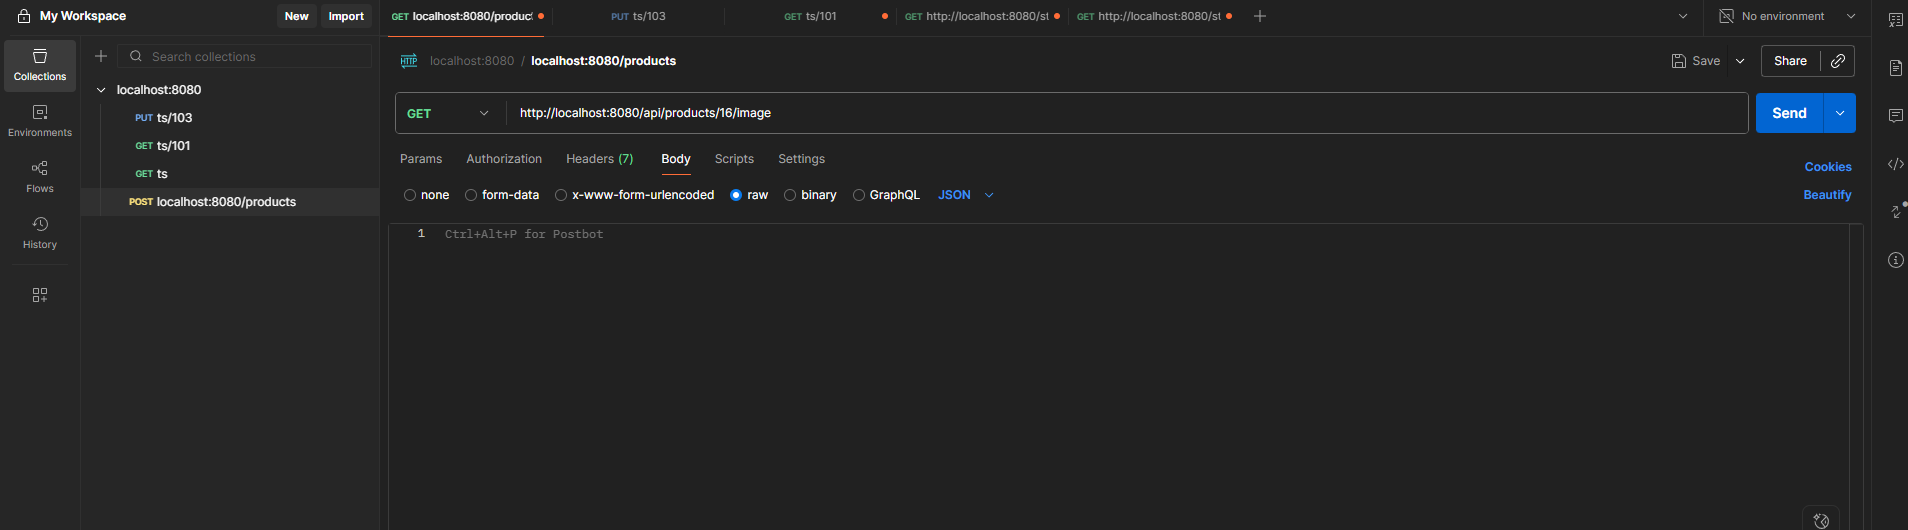 My Workspace
New
Import
GET localhost:8080/produc
PUT ts/103
GET ts/101
GET http://localhost:8080/st
GET http://localhost:8080/st
No environment
Collections
Environments
Flows
History
Search collections
localhost:8080
PUT ts/103
GET ts/101
GET ts
POST localhost:8080/products
HTTP localhost:8080 / localhost:8080/products
Save
Share
GET
http://localhost:8080/api/products/16/image
Send
Params Authorization Headers (7) Body Scripts Settings
Cookies
none form-data x-www-form-urlencoded raw binary GraphQL JSON
Beautify
1 Ctrl+Alt+P for Postbot